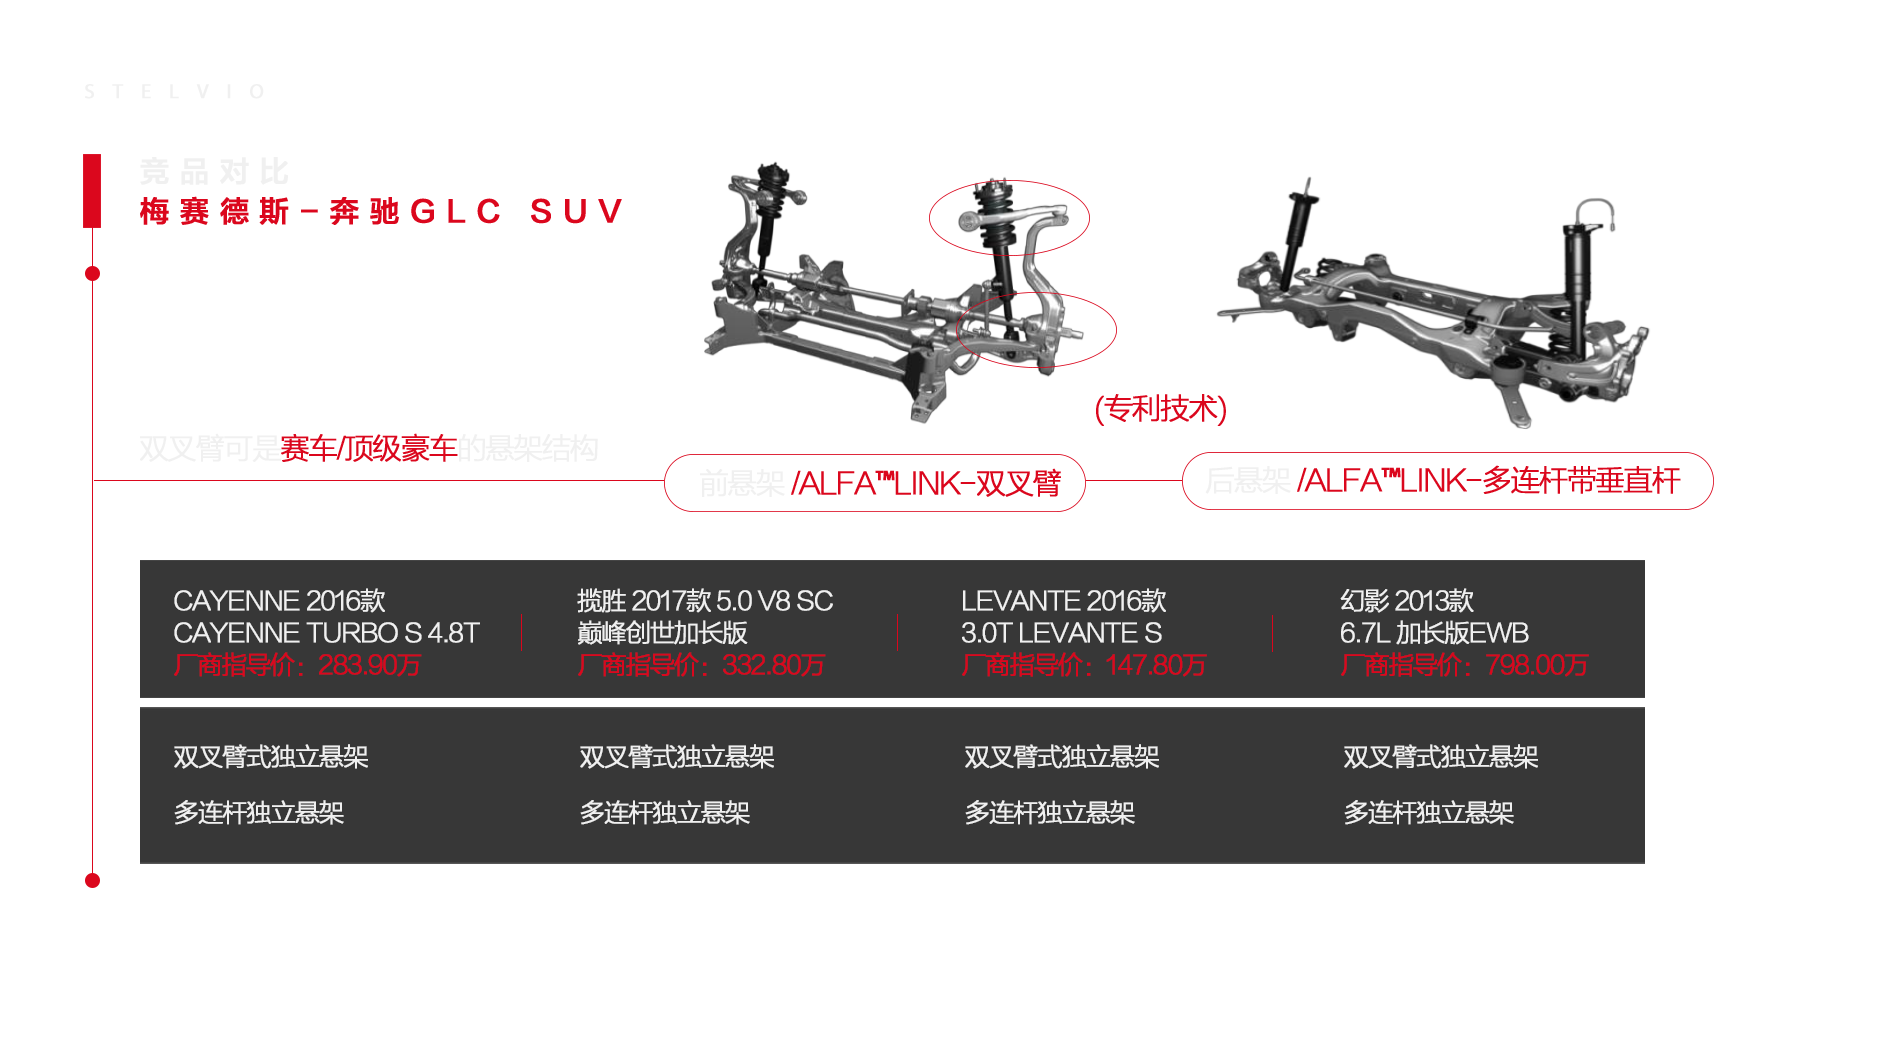 STELVIO
竞品对比
梅赛德斯-奔驰GLC SUV
(专利技术)
双叉臂可是赛车/顶级豪车的悬架结构
前悬架 /ALFA™LINK-双叉臂
后悬架 /ALFA™LINK-多连杆带垂直杆
CAYENNE 2016款
CAYENNE TURBO S 4.8T
厂商指导价：283.90万
揽胜 2017款 5.0 V8 SC
巅峰创世加长版
厂商指导价：332.80万
LEVANTE 2016款
3.0T LEVANTE S
厂商指导价：147.80万
幻影 2013款
6.7L 加长版EWB
厂商指导价：798.00万
双叉臂式独立悬架
双叉臂式独立悬架
双叉臂式独立悬架
双叉臂式独立悬架
多连杆独立悬架
多连杆独立悬架
多连杆独立悬架
多连杆独立悬架